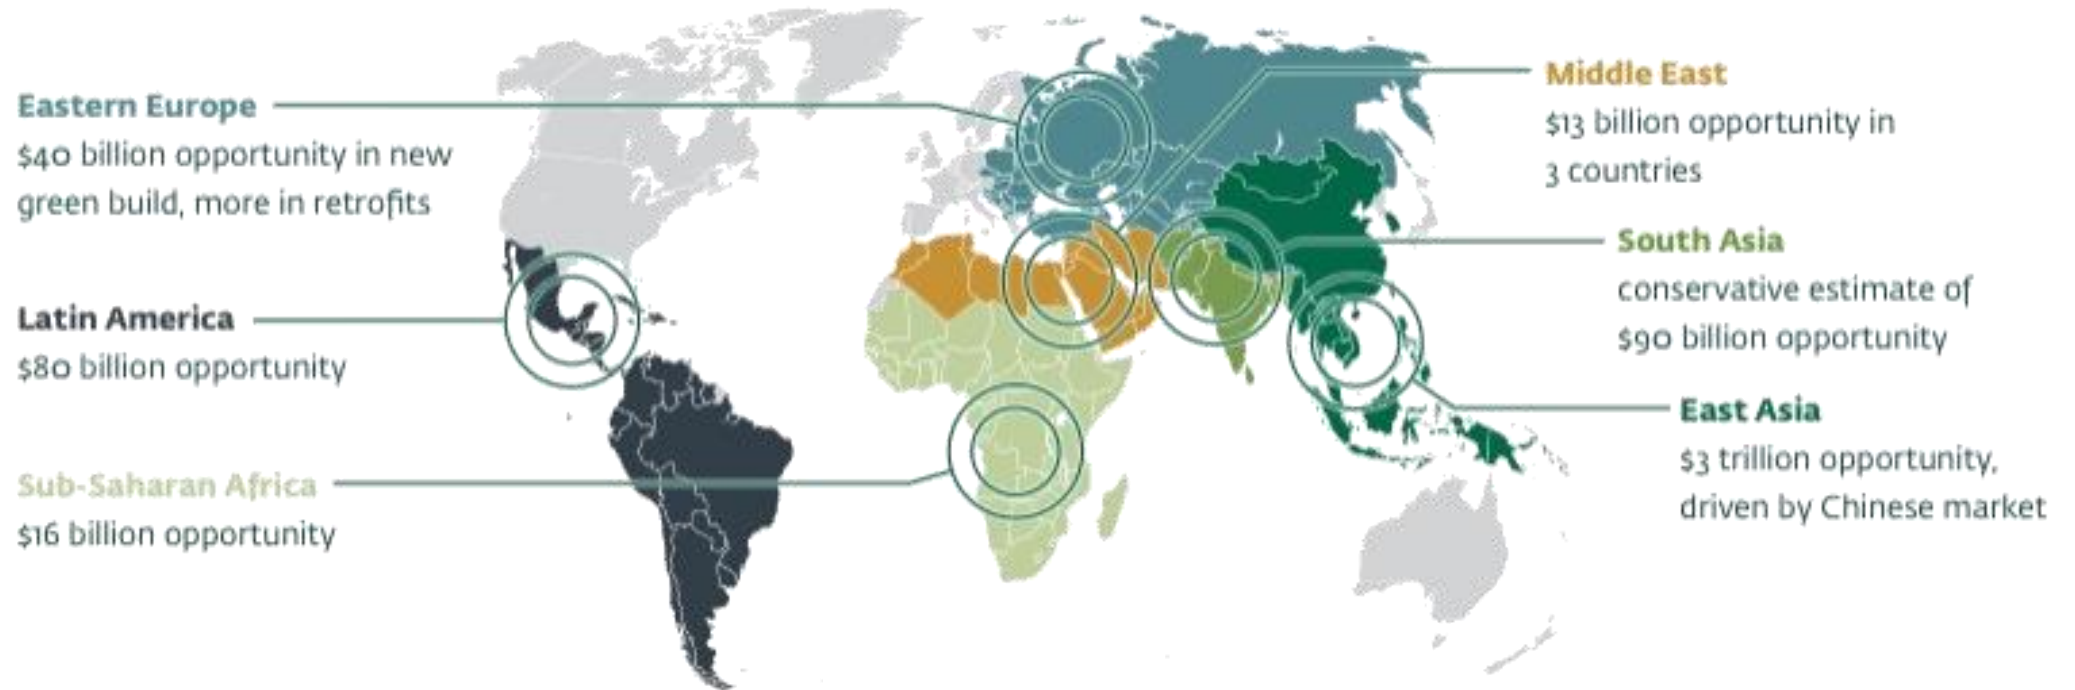 Eastern Europe
$40 billion opportunity in new
green build, more in retrofits
Latin America
$80 billion opportunity
Sub-Saharan Africa
$16 billion opportunity
Middle East
$13 billion opportunity in
3 countries
South Asia
conservative estimate of
$90 billion opportunity
East Asia
$3 trillion opportunity,
driven by Chinese market